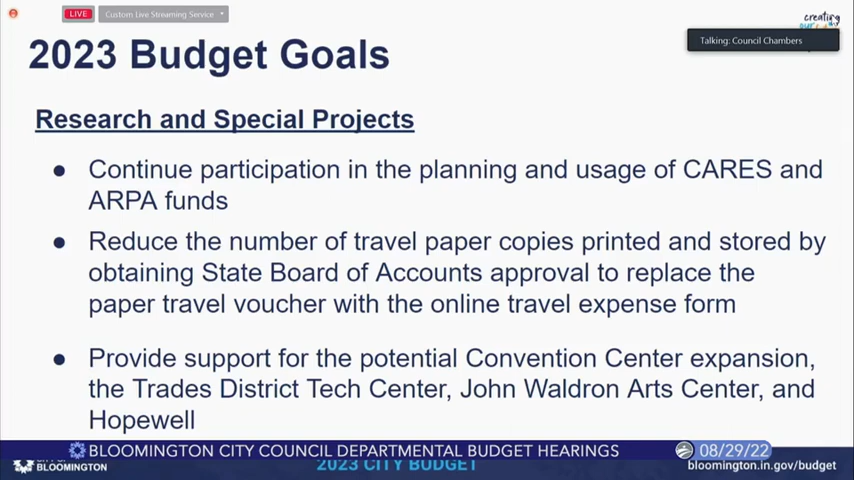 LIVE
Custom Live Streaming Service
creating
Talking: Council Chambers
2023 Budget Goals
Research and Special Projects
● Continue participation in the planning and usage of CARES and
ARPA funds
● Reduce the number of travel paper copies printed and stored by
obtaining State Board of Accounts approval to replace the
paper travel voucher with the online travel expense form
● Provide support for the potential Convention Center expansion,
the Trades District Tech Center, John Waldron Arts Center, and
Hopewell
BLOOMINGTON CITY COUNCIL DEPARTMENTAL BUDGET HEARINGS
08/29/22
BLOOMINGTON
2023 CITY BUDGET
bloomington.in.gov/budget